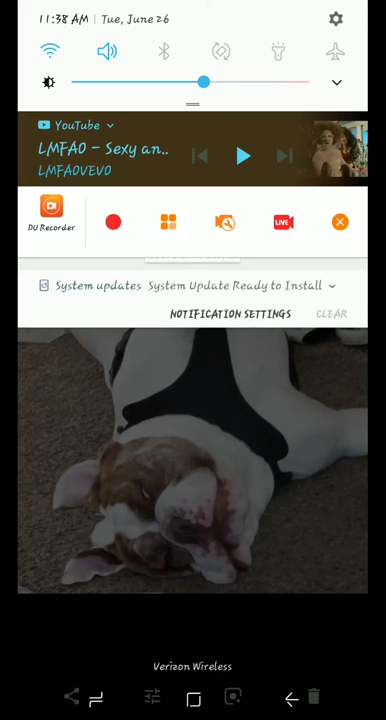 11:38 AM | Tue, June 26
YouTube
LMFAO - Sexy an..
LMFAOVEVO
DU Recorder
LIVE
System updates System Update Ready to Install
NOTIFICATION SETTINGS CLEAR
Verizon Wireless